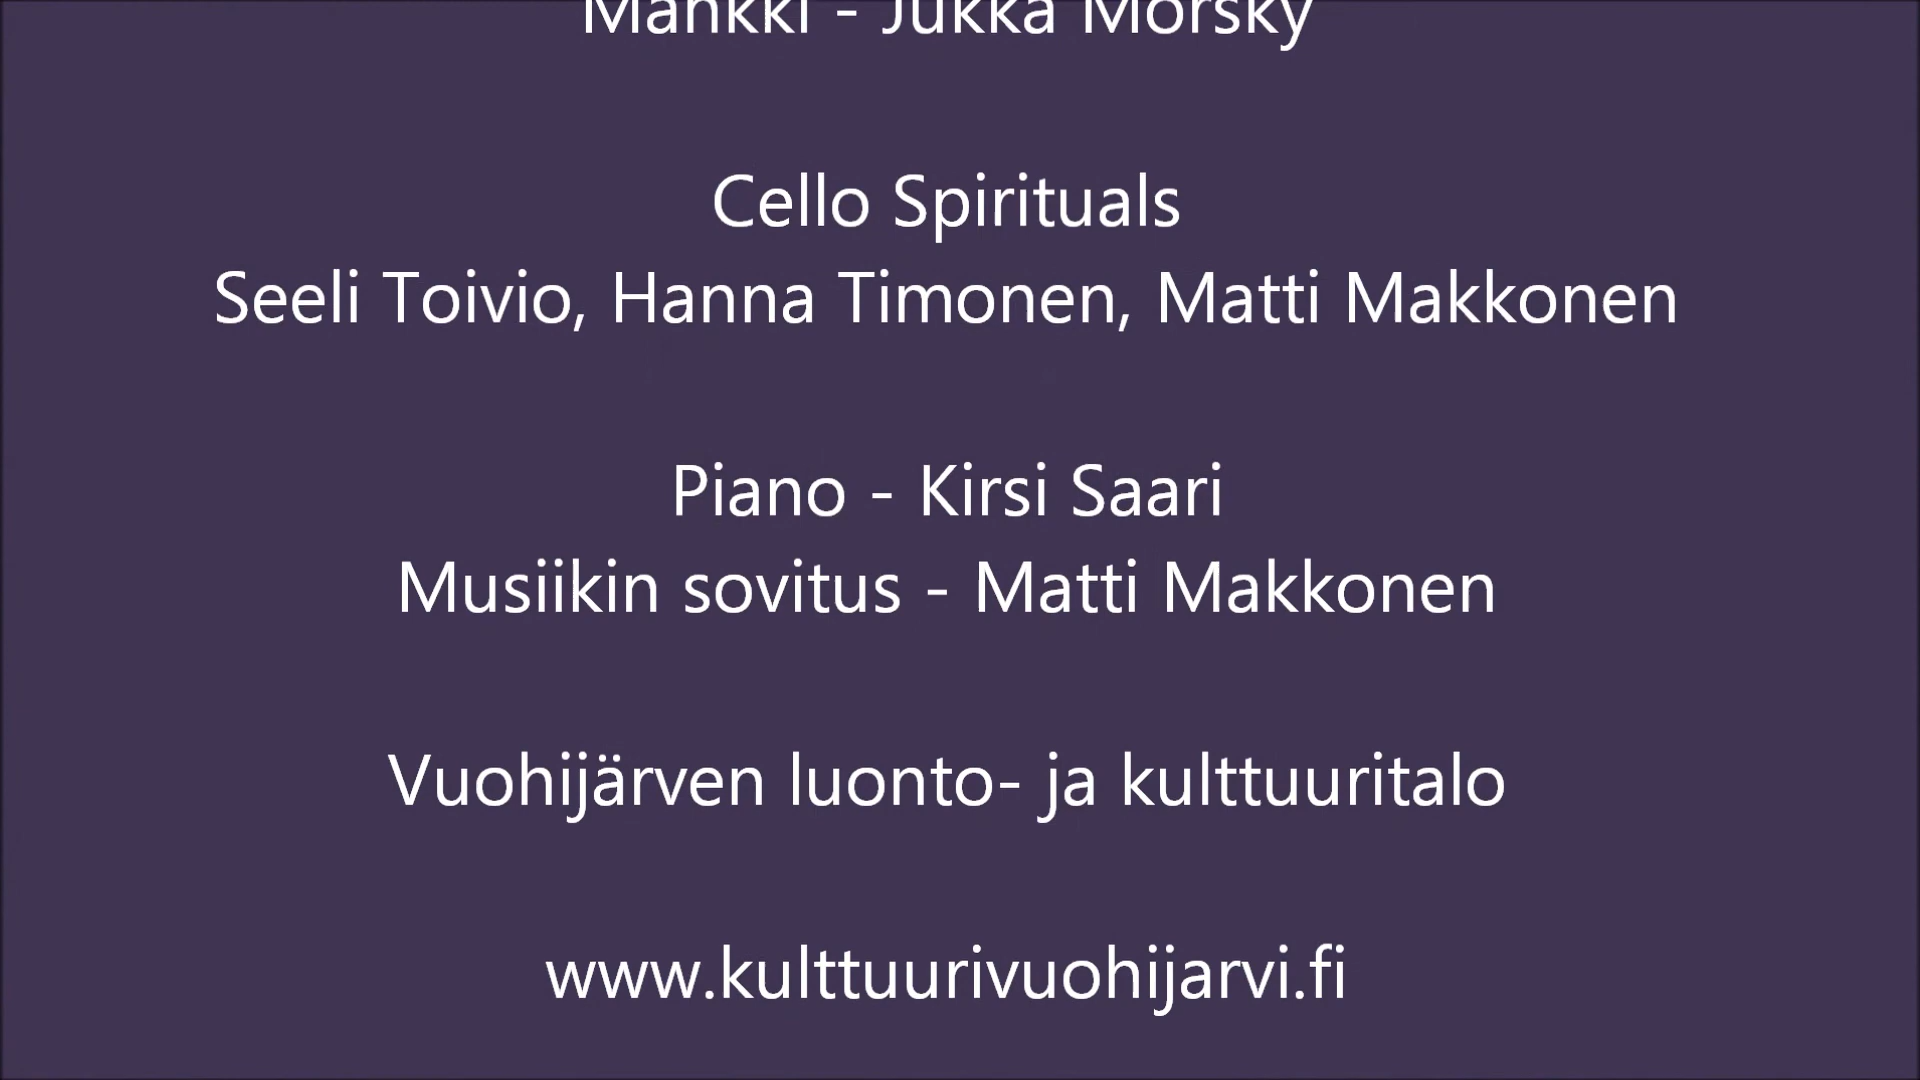 - Jukka
Cello Spirituals
Seeli Toivio, Hanna Timonen, Matti Makkonen
Piano - Kirsi Saari
Musiikin sovitus - Matti Makkonen
Vuohijärven luonto- ja kulttuuritalo
www.kulttuurivuohijarvi.fi